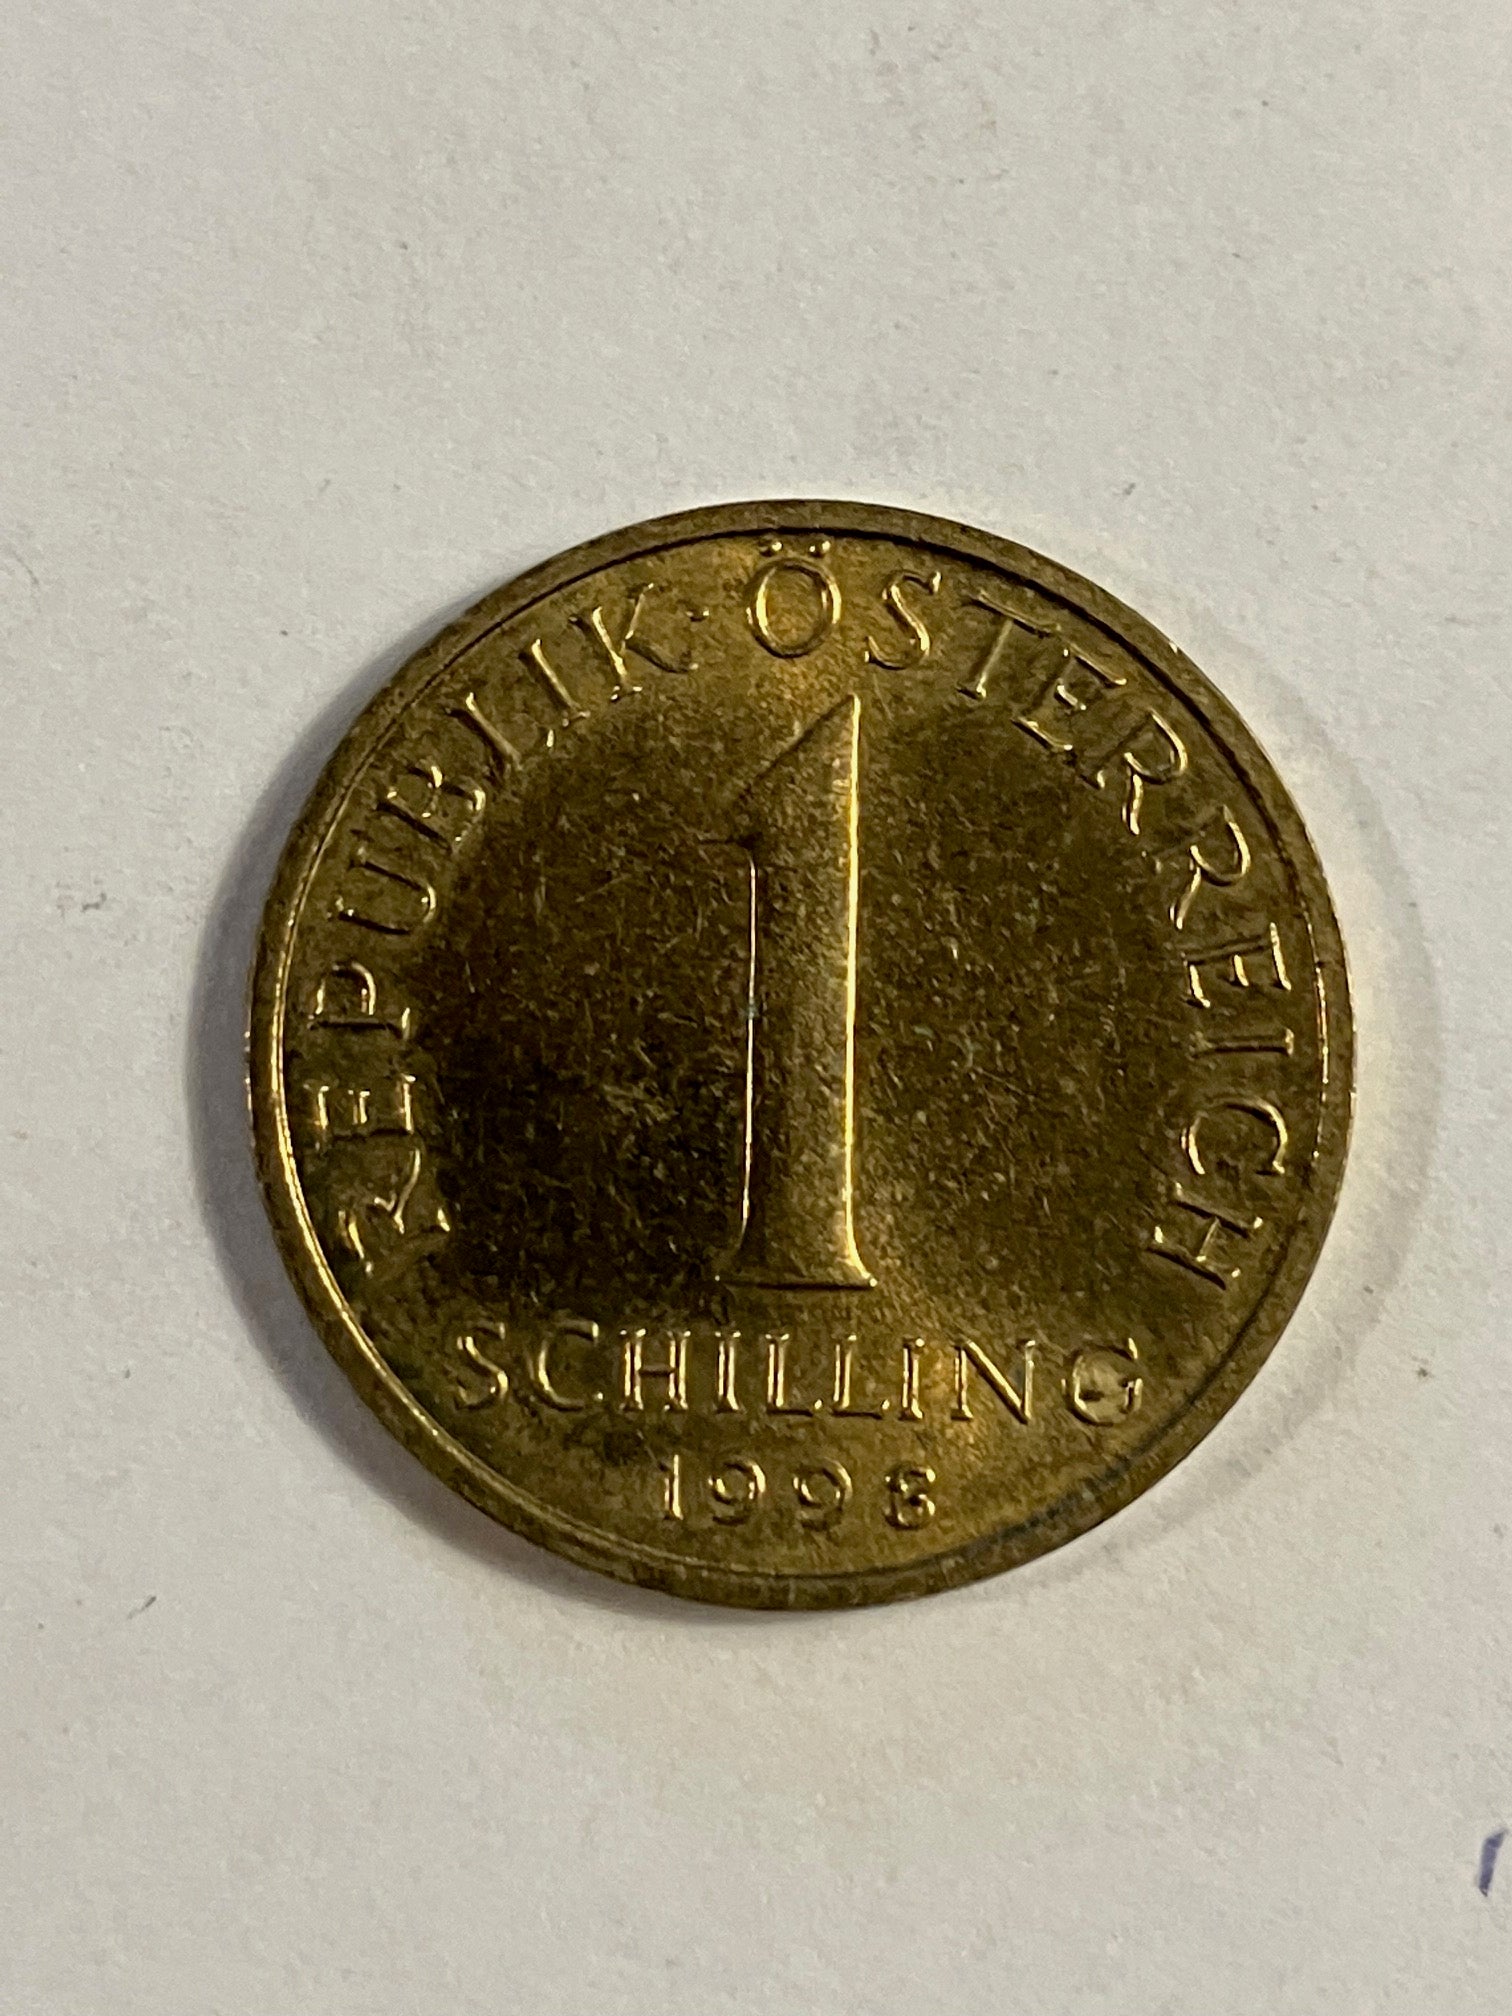 REPUBLIK · ÖSTERREICH
1
SCHILLING
1998